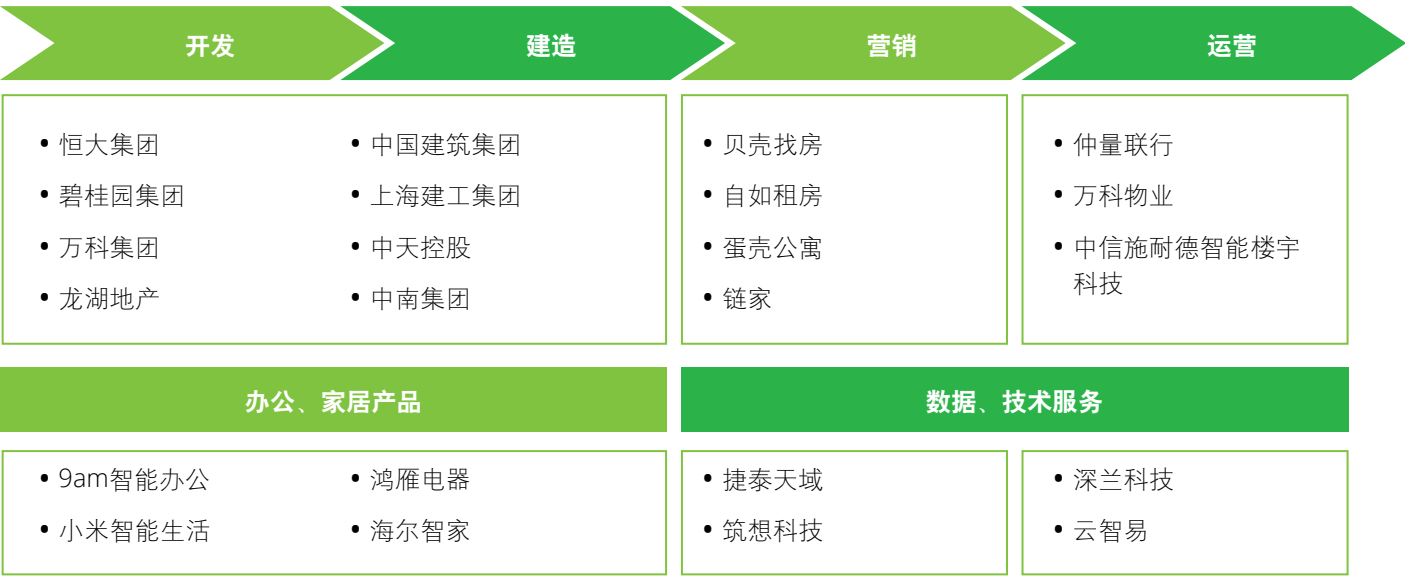 开发
建造
营销
运营
• 恒大集团
• 碧桂园集团
• 万科集团
• 龙湖地产
• 中国建筑集团
• 上海建工集团
• 中天控股
• 中南集团
• 贝壳找房
• 自如租房
• 蛋壳公寓
• 链家
• 仲量联行
• 万科物业
• 中信施耐德智能楼宇
科技
办公、家居产品
• 9am智能办公
• 小米智能生活
• 鸿雁电器
• 海尔智家
数据、技术服务
• 捷泰天域
• 筑想科技
• 深兰科技
• 云智易